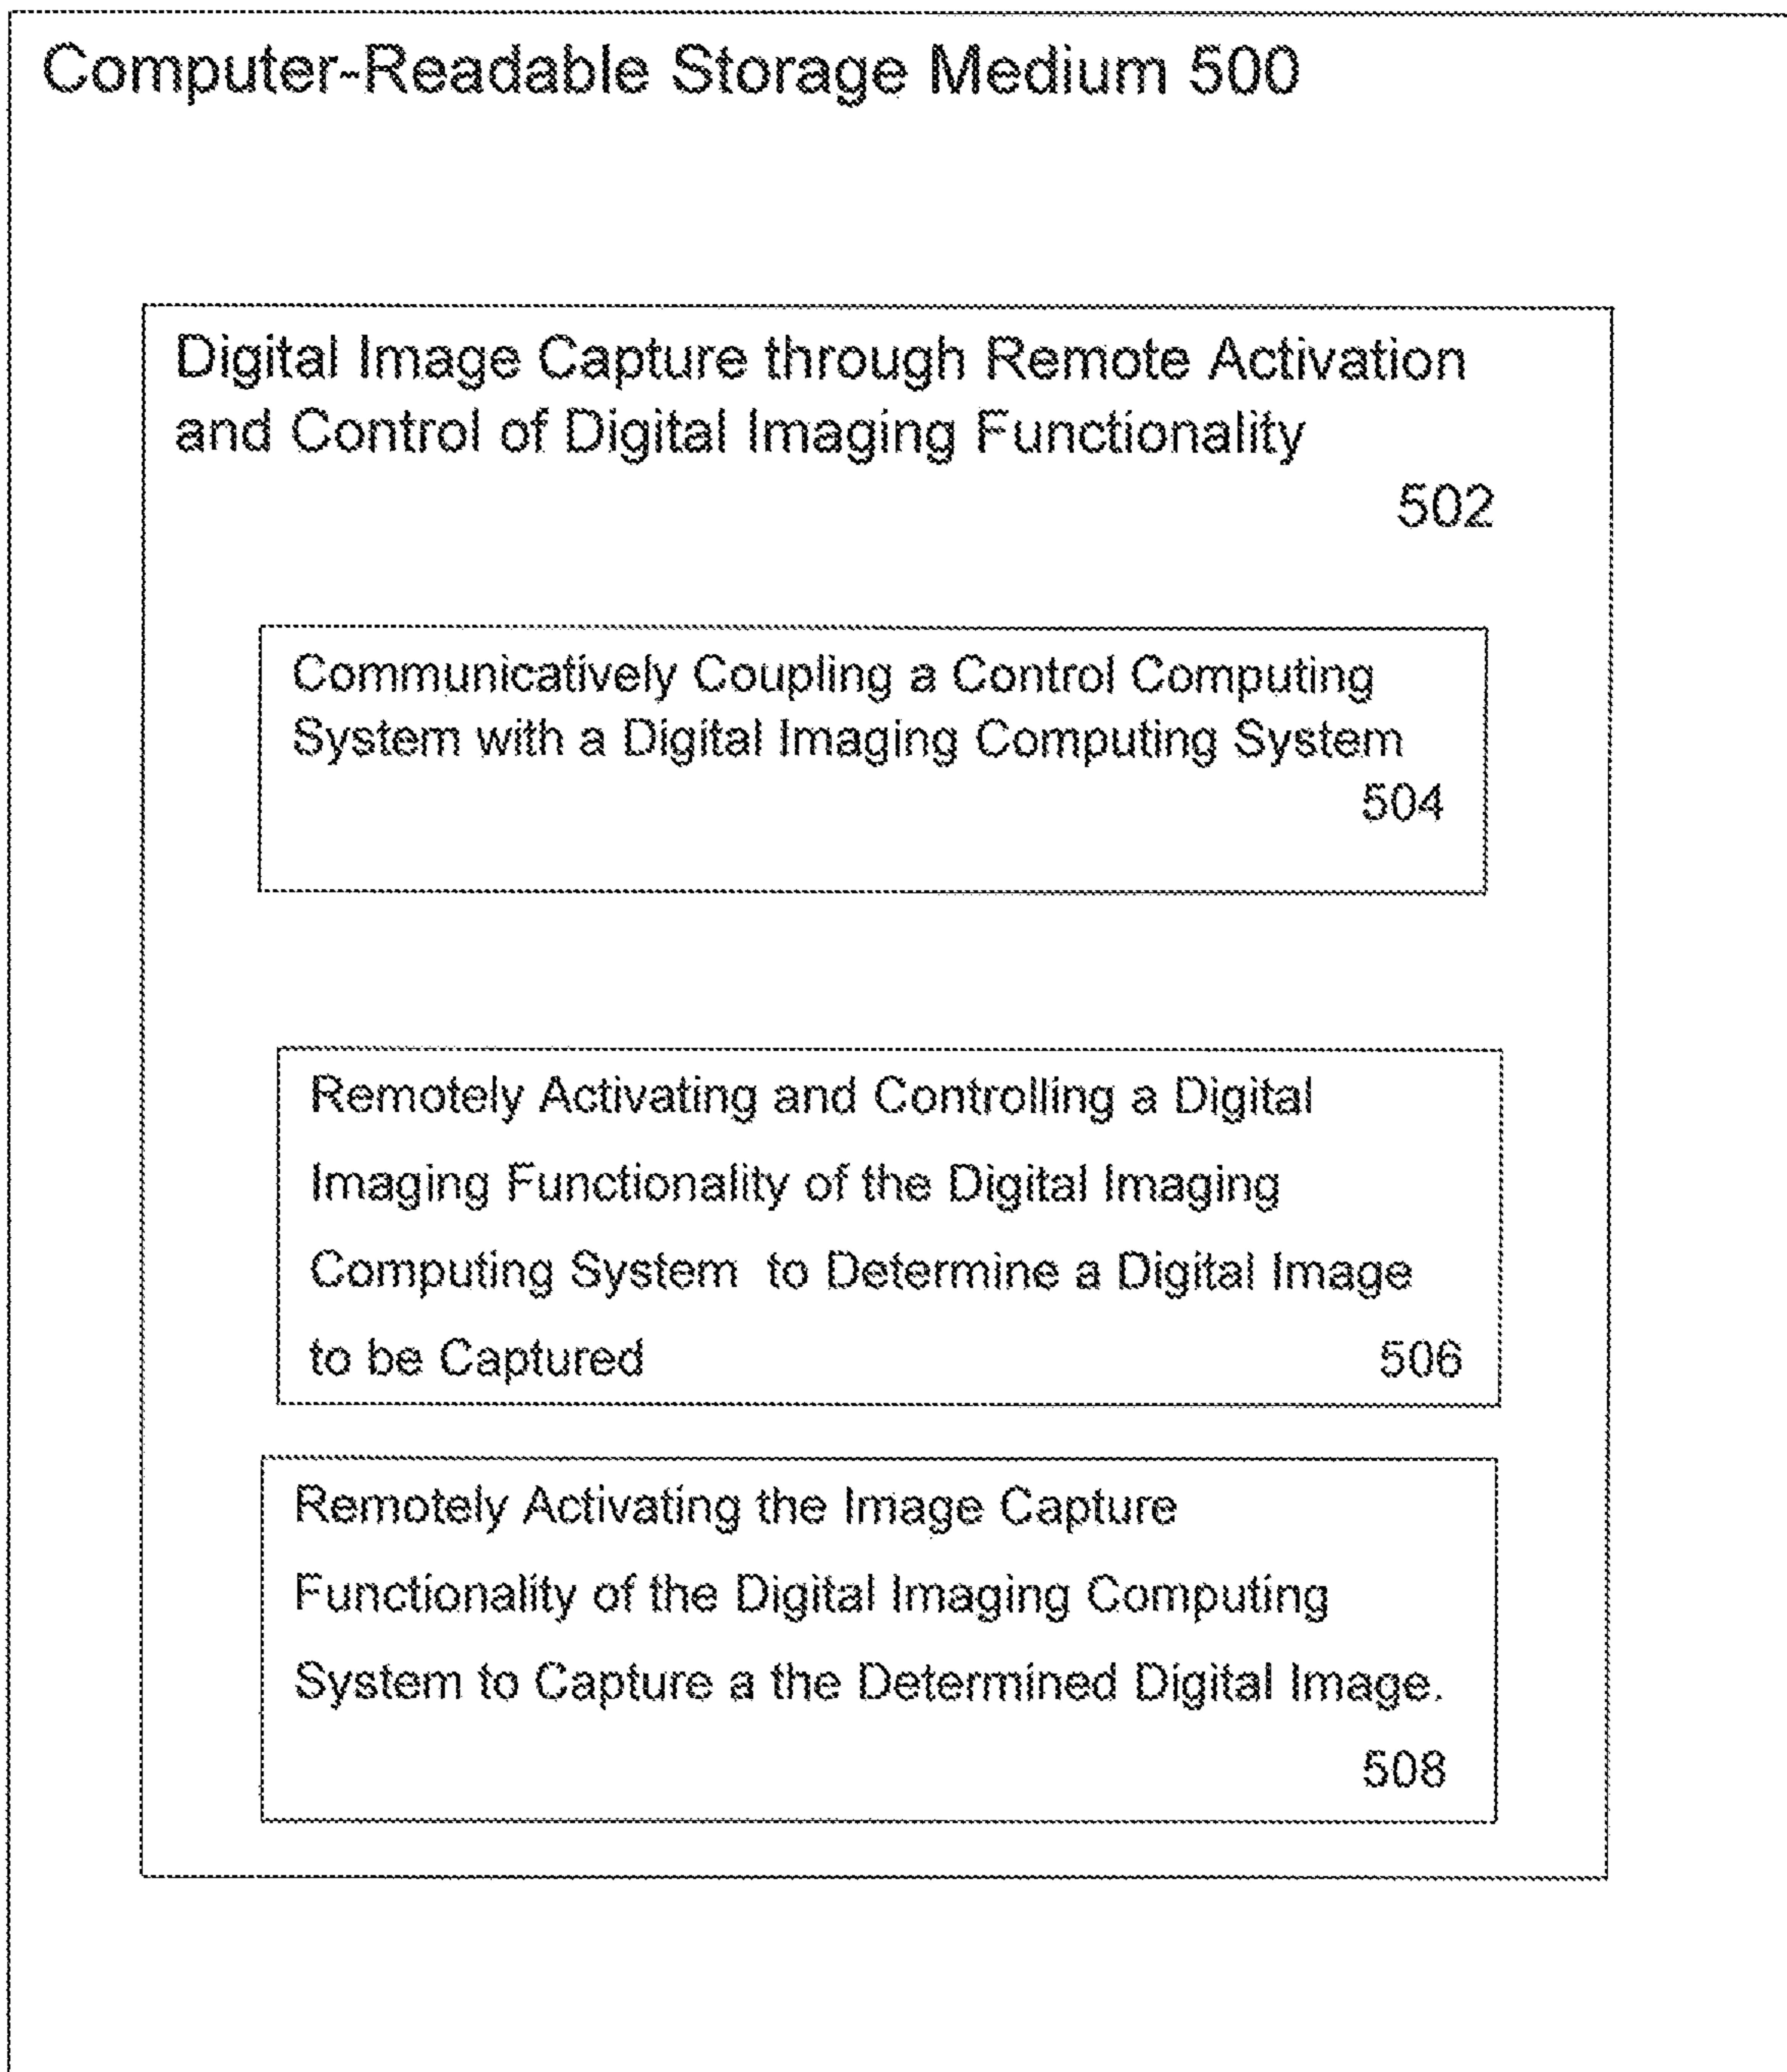 Computer-Readable Storage Medium 500
Digital Image Capture through Remote Activation
and Control of Digital Imaging Functionality
502
Communicatively Coupling a Control Computing
System with a Digital Imaging Computing System
504
Remotely Activating and Controlling a Digital
Imaging Functionality of the Digital Imaging
Computing System to Determine a Digital Image
to be Captured 506
Remotely Activating the Image Capture
Functionality of the Digital Imaging Computing
System to Capture a the Determined Digital Image.
508